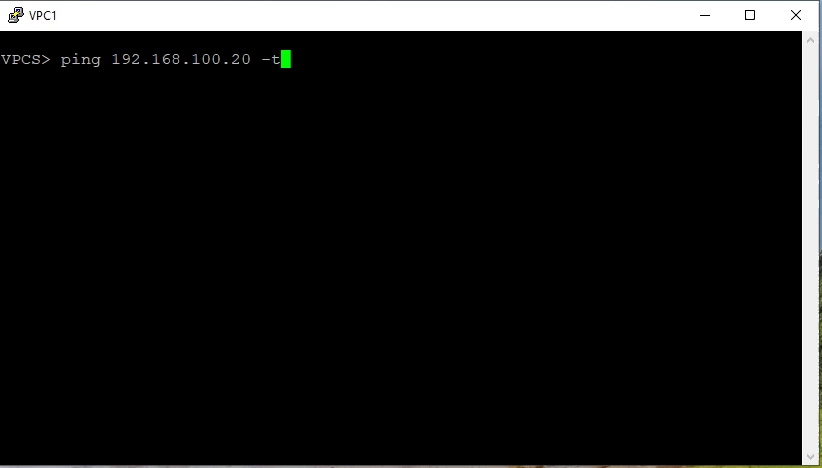 VPC1
VPCS> ping 192.168.100.20 -t